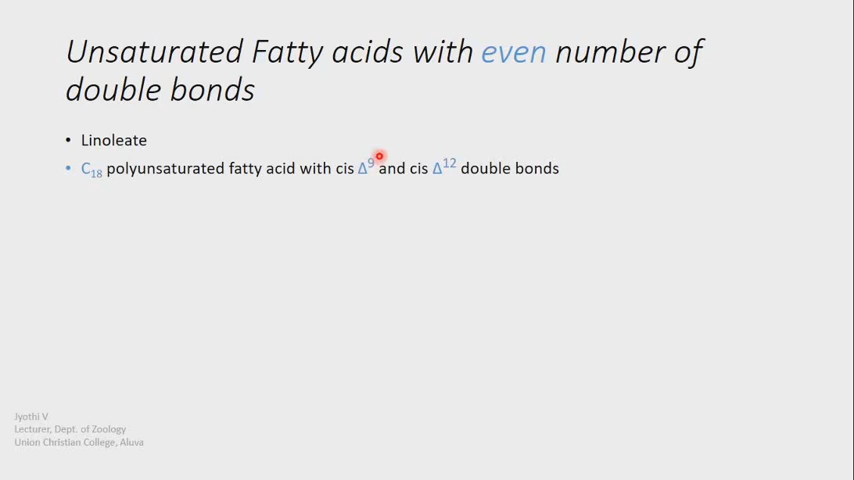 Unsaturated Fatty acids with even number of
double bonds
• Linoleate
• C₁₈ polyunsaturated fatty acid with cis Δ⁹ and cis Δ¹² double bonds
Jyothi V
Lecturer, Dept. of Zoology
Union Christian College, Aluva